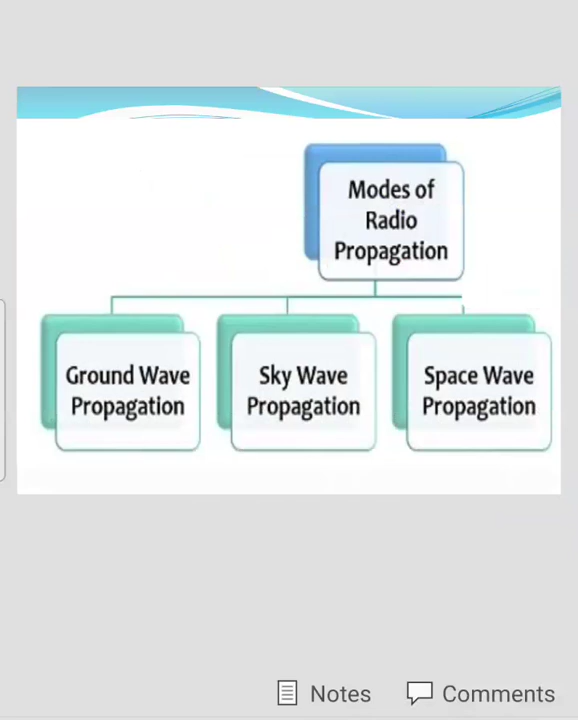 Modes of
Radio
Propagation
Ground Wave
Propagation
Sky Wave
Propagation
Space Wave
Propagation
Notes
Comments